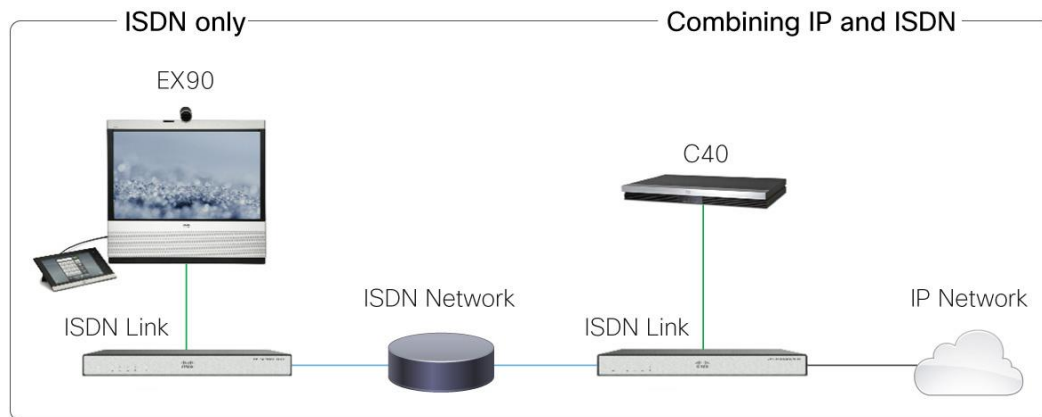 ISDN only
Combining IP and ISDN
EX90
C40
ISDN Network
IP Network
ISDN Link
ISDN Link